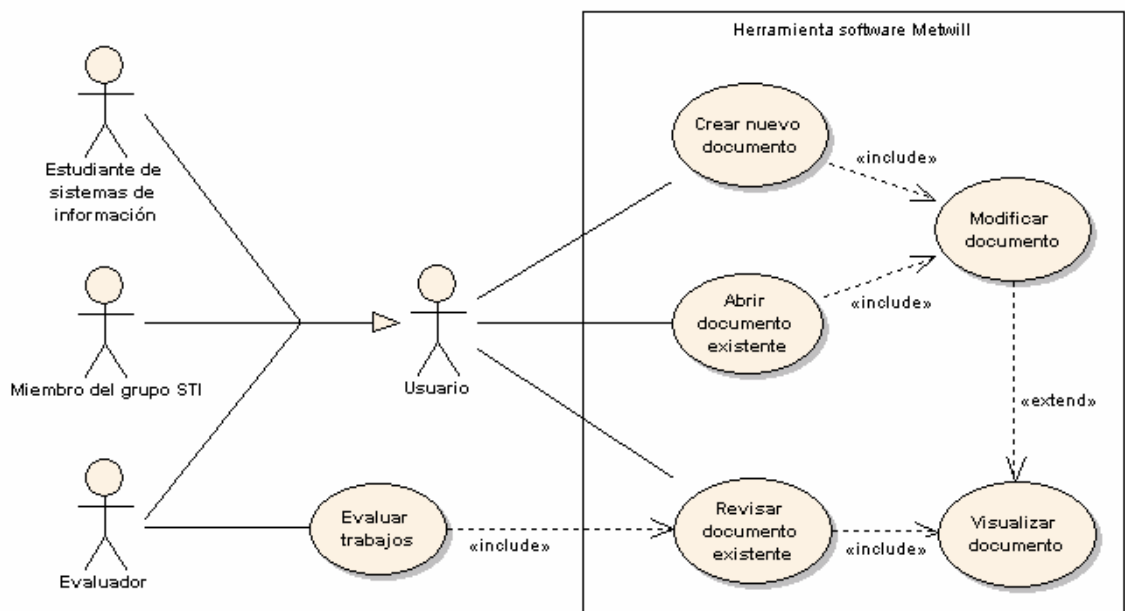 Herramienta software Metwill
Estudiante de
sistemas de
información
Crear nuevo
documento
«include»
Modificar
documento
Miembro del grupo STI
Usuario
Abrir
documento
existente
«include»
«extend»
Evaluador
Evaluar
trabajos
«include»
Revisar
documento
existente
«include»
Visualizar
documento